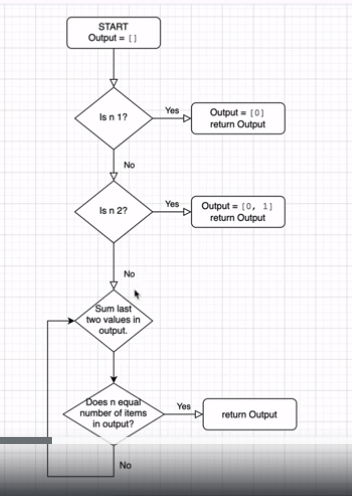 START
Output = []
Is n 1?
Yes
Output = [0]
return Output
No
Is n 2?
Yes
Output = [0, 1]
return Output
No
Sum last
two values in
output.
Does n equal
number of items
in output?
Yes
return Output
No